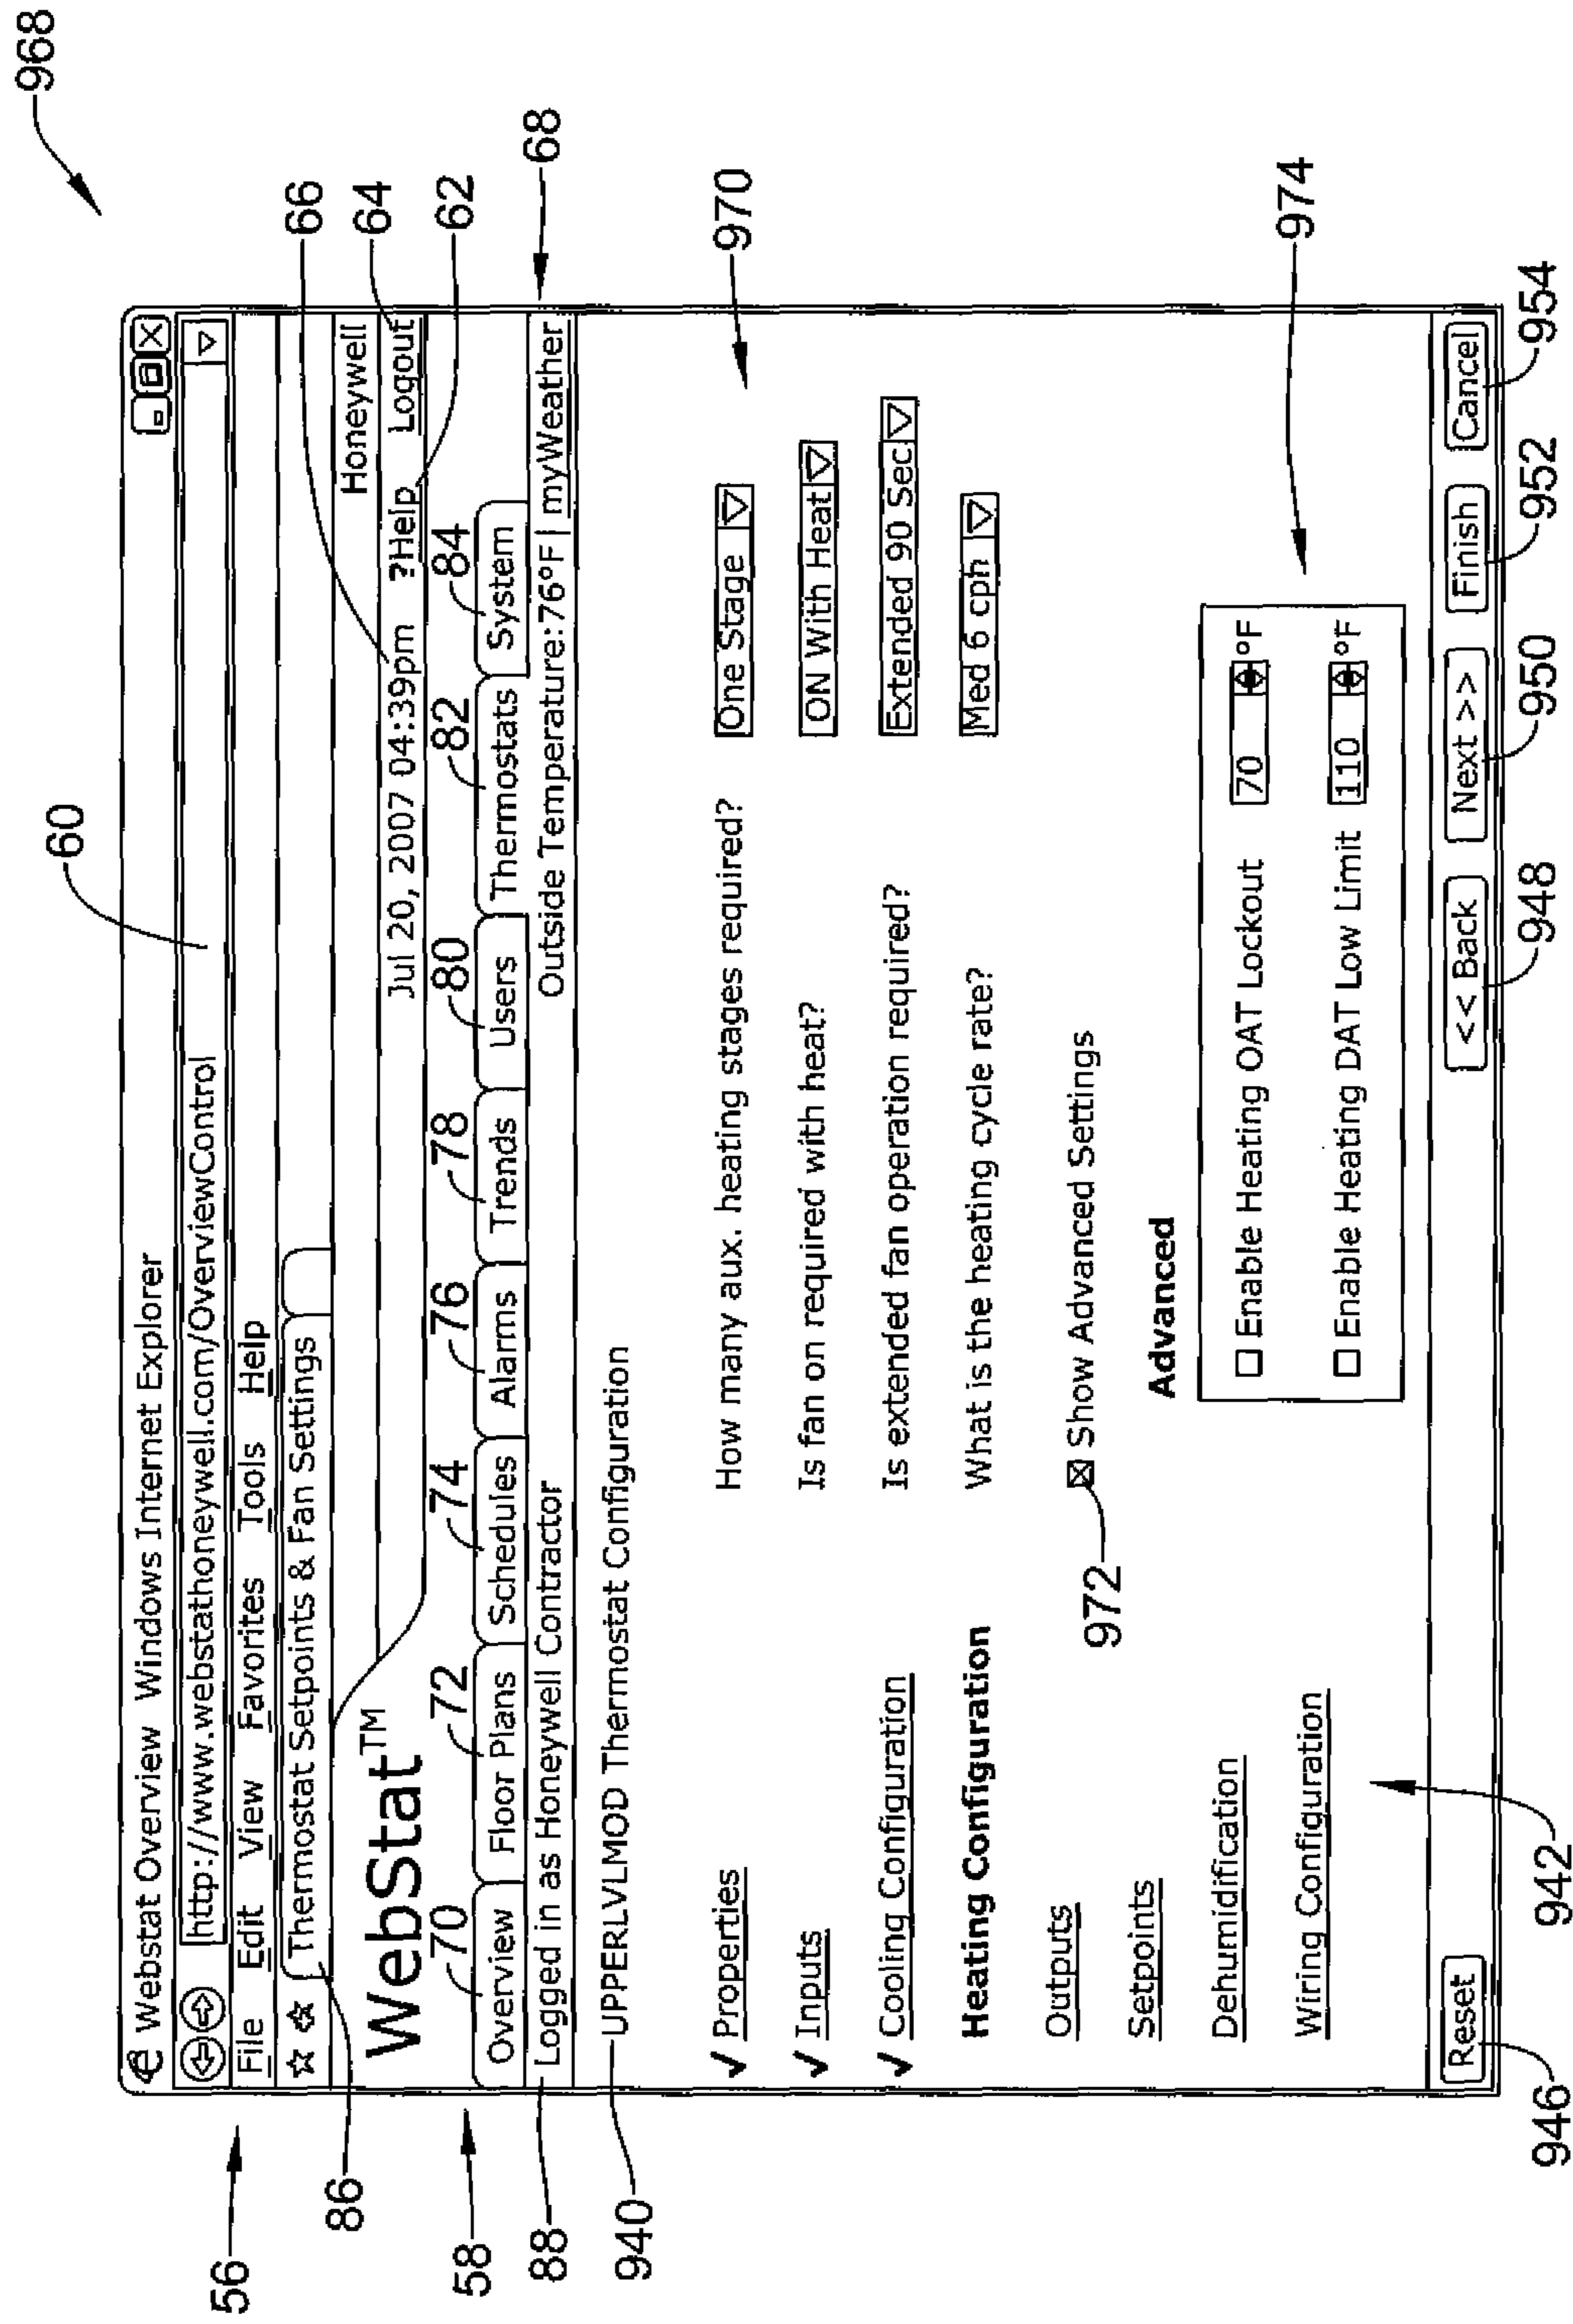 968
60
Webstat Overview Windows Internet Explorer
http://www.webstathoneywell.com/OverviewControl
56
File Edit View Favorites Tools Help
86
Thermostat Setpoints & Fan Settings
66
64
62
WebStat™
Honeywell
Jul 20, 2007 04:39pm ?Help Logout
58
70 72 74 76 78 80 82 84
Overview Floor Plans Schedules Alarms Trends Users Thermostats System
88
Logged in as Honeywell Contractor
Outside Temperature:76°F | myWeather
68
940
UPPERLVLMOD Thermostat Configuration
970
✓ Properties
How many aux. heating stages required? One Stage
✓ Inputs
Is fan on required with heat? ON With Heat
✓ Cooling Configuration
Is extended fan operation required? Extended 90 Sec
Heating Configuration
What is the heating cycle rate? Med 6 cph
Outputs
Show Advanced Settings
972
Setpoints
Advanced
Dehumidification
Enable Heating OAT Lockout 70 °F
974
Wiring Configuration
Enable Heating DAT Low Limit 110 °F
942
Reset << Back Next >> Finish Cancel
946 948 950 952 954